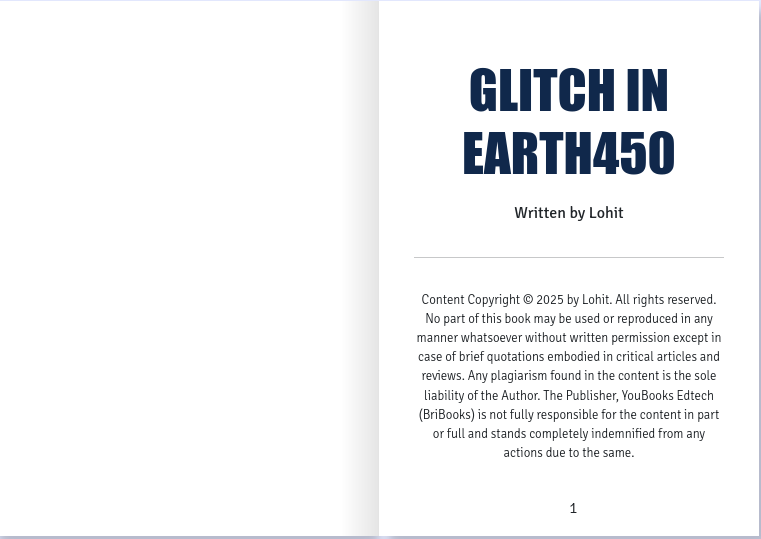 GLITCH IN
EARTH450
Written by Lohit
Content Copyright © 2025 by Lohit. All rights reserved.
No part of this book may be used or reproduced in any
manner whatsoever without written permission except in
case of brief quotations embodied in critical articles and
reviews. Any plagiarism found in the content is the sole
liability of the Author. The Publisher, YouBooks Edtech
(BriBooks) is not fully responsible for the content in part
or full and stands completely indemnified from any
actions due to the same.
1